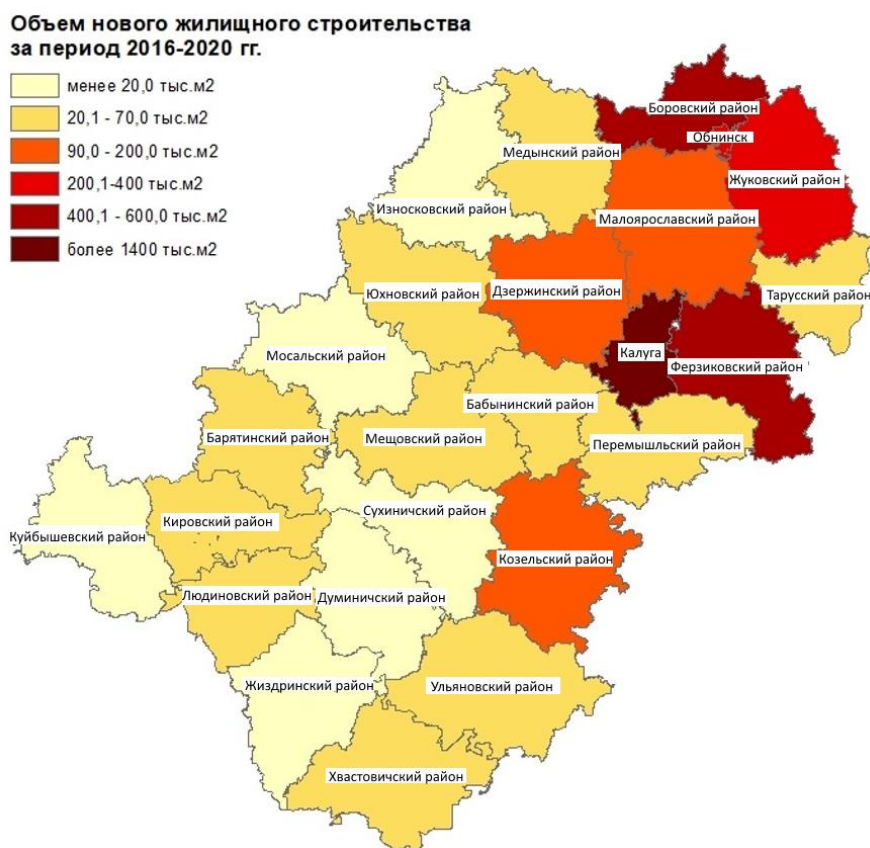 Объем нового жилищного строительства
за период 2016-2020 гг.
менее 20,0 тыс.м2
20,1 - 70,0 тыс.м2
90,0 - 200,0 тыс.м2
200,1-400 тыс.м2
400,1 - 600,0 тыс.м2
более 1400 тыс.м2
Боровский район
Обнинск
Медынский район
Жуковский район
Износковский район
Малоярославский район
Юхновский район
Дзержинский район
Тарусский район
Мосальский район
Калуга
Ферзиковский район
Бабынинский район
Барятинский район
Мещовский район
Перемышльский район
Сухиничский район
Кировский район
Куйбышевский район
Козельский район
Людиновский район
Думиничский район
Жиздринский район
Ульяновский район
Хвастовичский район